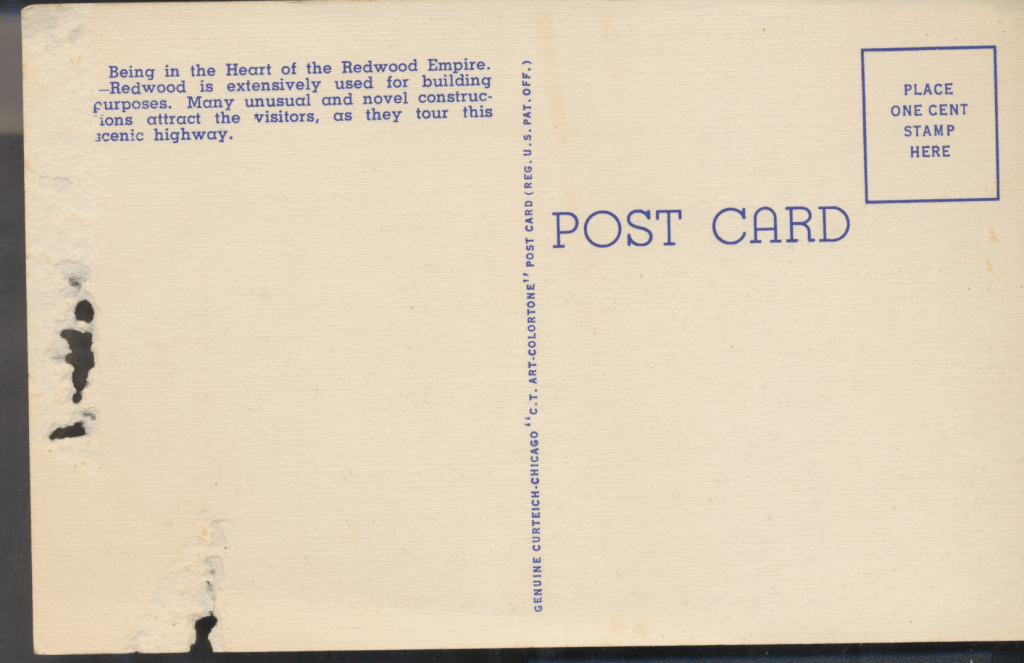 Being in the Heart of the Redwood Empire.
—Redwood is extensively used for building
purposes. Many unusual and novel construc-
tions attract the visitors, as they tour this
scenic highway.
GENUINE CURTEICH-CHICAGO "C.T. ART-COLORTONE" POST CARD (REG. U.S. PAT. OFF.)
POST CARD
PLACE
ONE CENT
STAMP
HERE